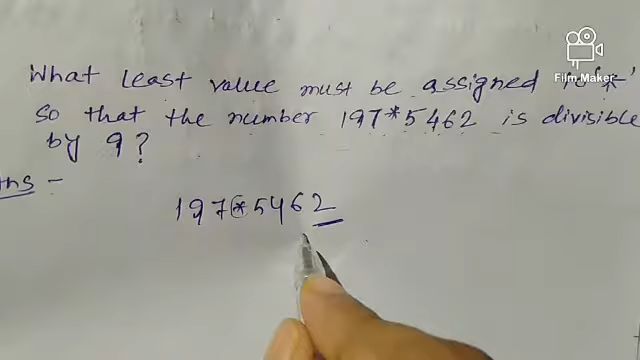 What least value must be assigned to '*'
so that the number 197*5462 is divisible
by 9?
Ans -
197*5462
Film Maker